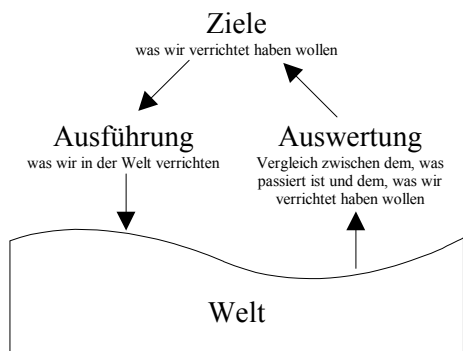 Ziele
was wir verrichtet haben wollen
Ausführung
was wir in der Welt verrichten
Auswertung
Vergleich zwischen dem, was
passiert ist und dem, was wir
verrichtet haben wollen
Welt